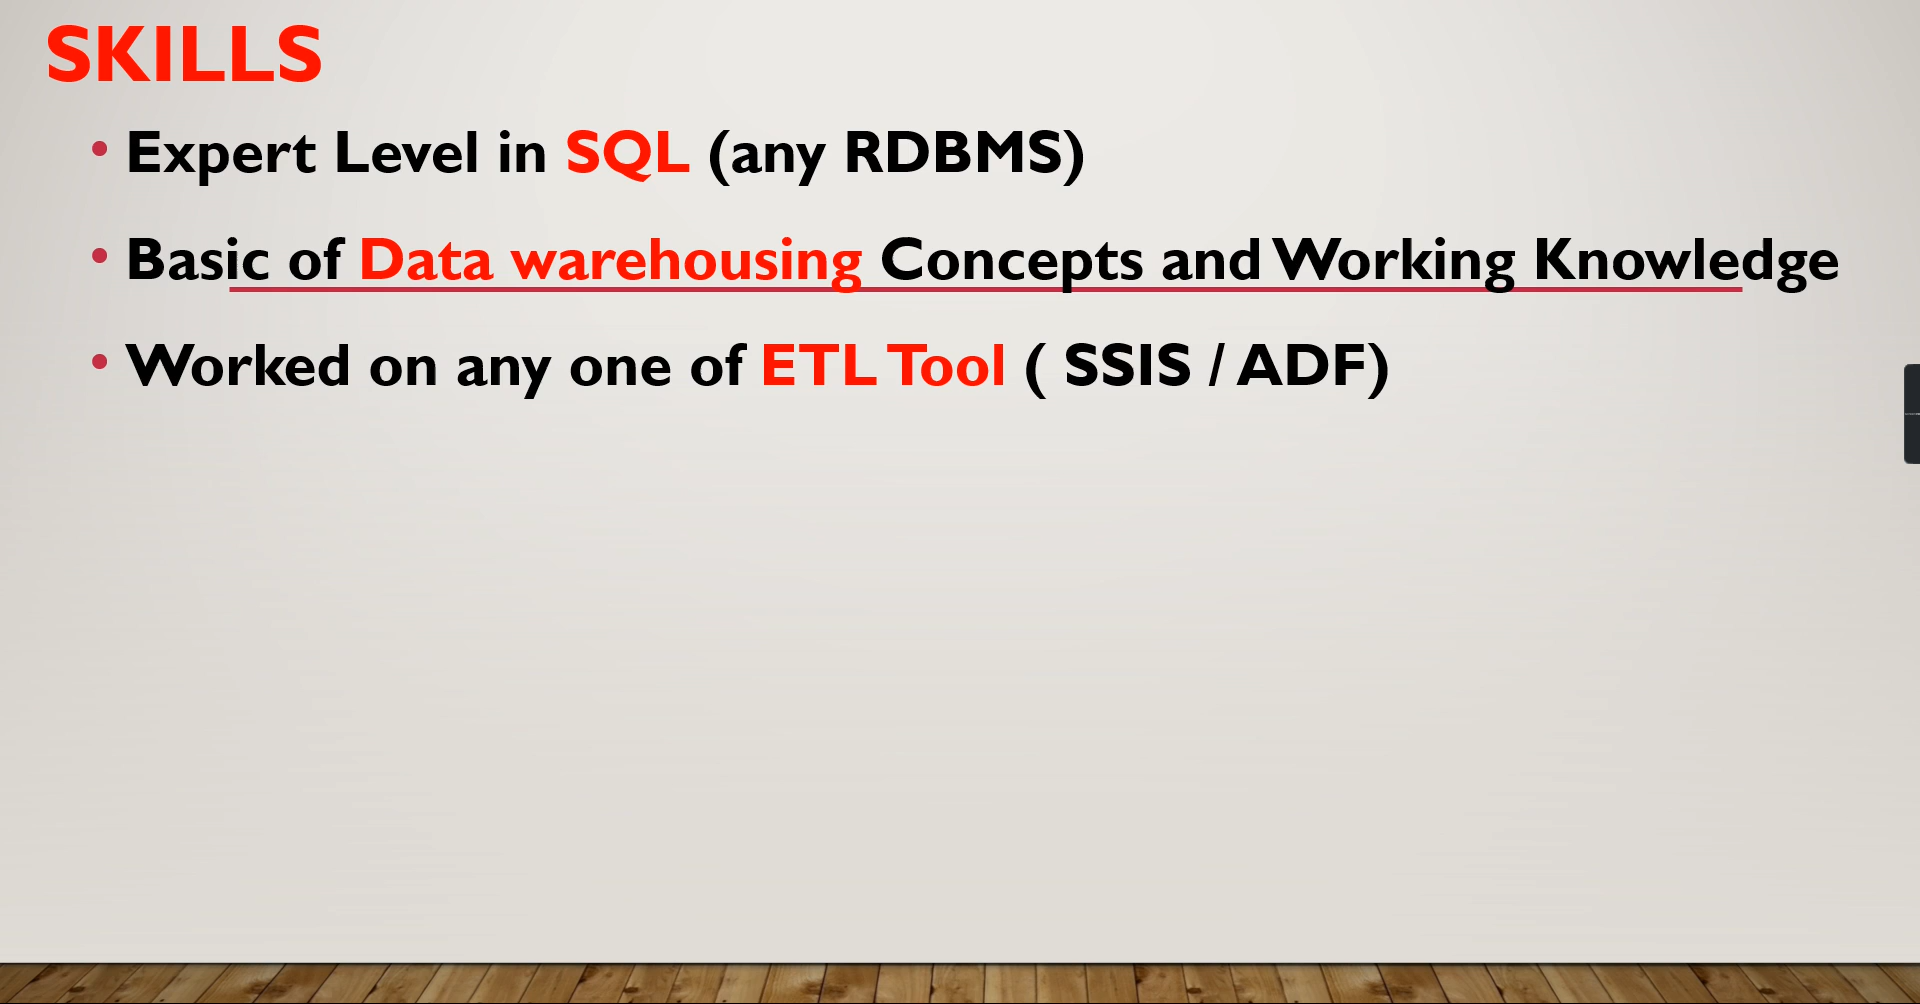 SKILLS
• Expert Level in SQL (any RDBMS)
• Basic of Data warehousing Concepts and Working Knowledge
• Worked on any one of ETL Tool ( SSIS / ADF)